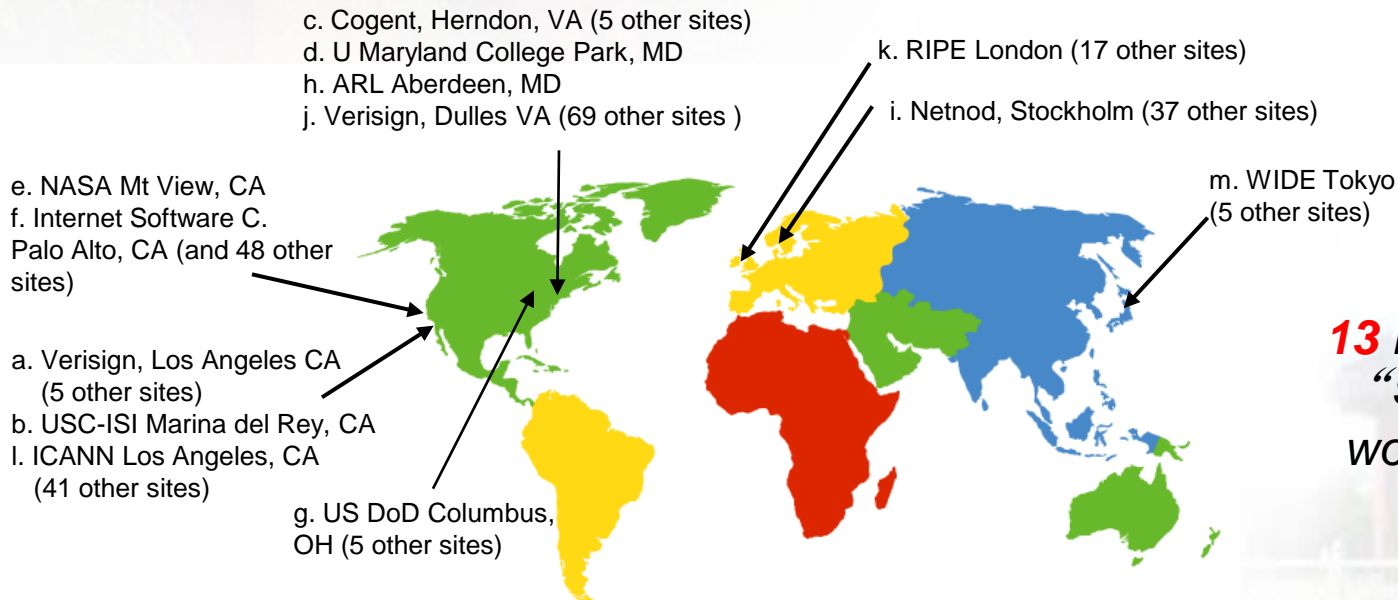 c. Cogent, Herndon, VA (5 other sites)
d. U Maryland College Park, MD
h. ARL Aberdeen, MD
j. Verisign, Dulles VA (69 other sites )
k. RIPE London (17 other sites)
i. Netnod, Stockholm (37 other sites)
e. NASA Mt View, CA
f. Internet Software C.
Palo Alto, CA (and 48 other
sites)
m. WIDE Tokyo
(5 other sites)
a. Verisign, Los Angeles CA
(5 other sites)
b. USC-ISI Marina del Rey, CA
l. ICANN Los Angeles, CA
(41 other sites)
g. US DoD Columbus,
OH (5 other sites)
13